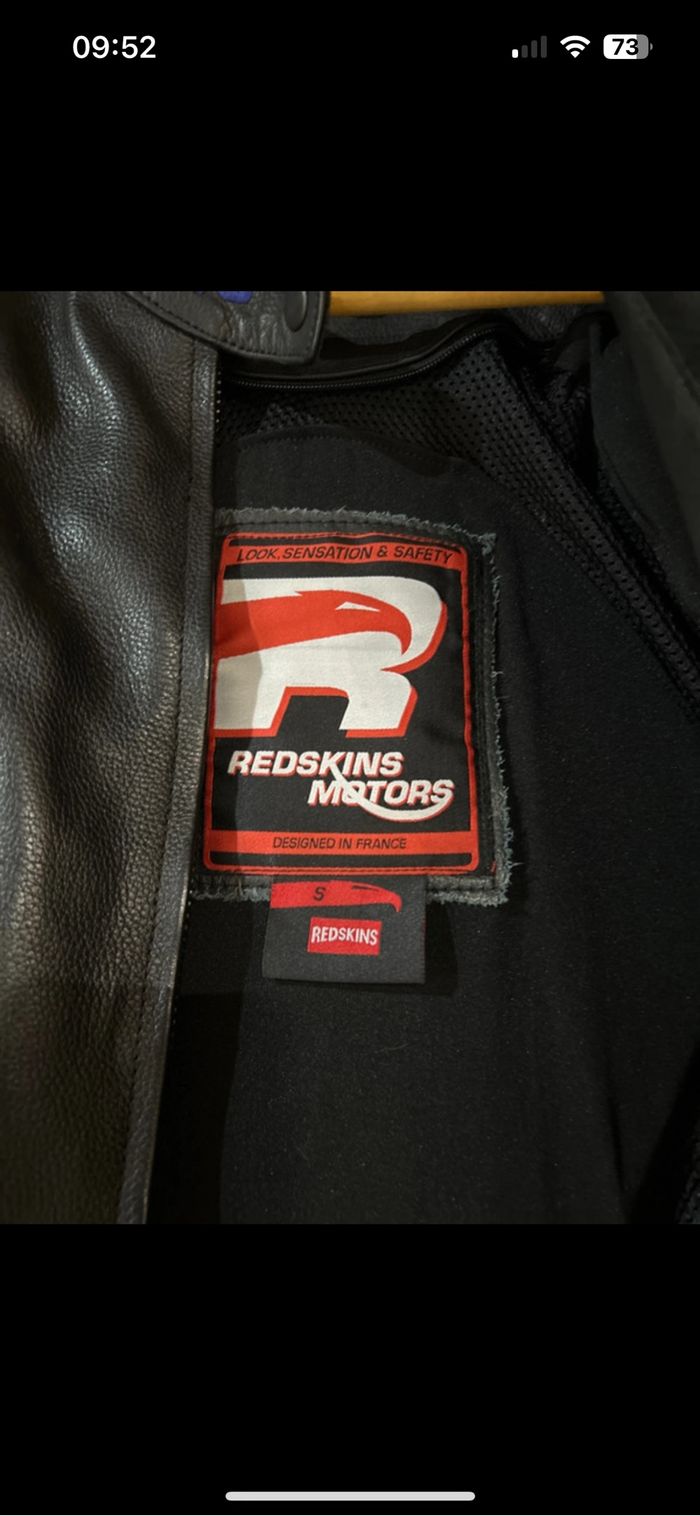 09:52
73
LOOK, SENSATION & SAFETY
R
REDSKINS
MOTORS
DESIGNED IN FRANCE
S
REDSKINS